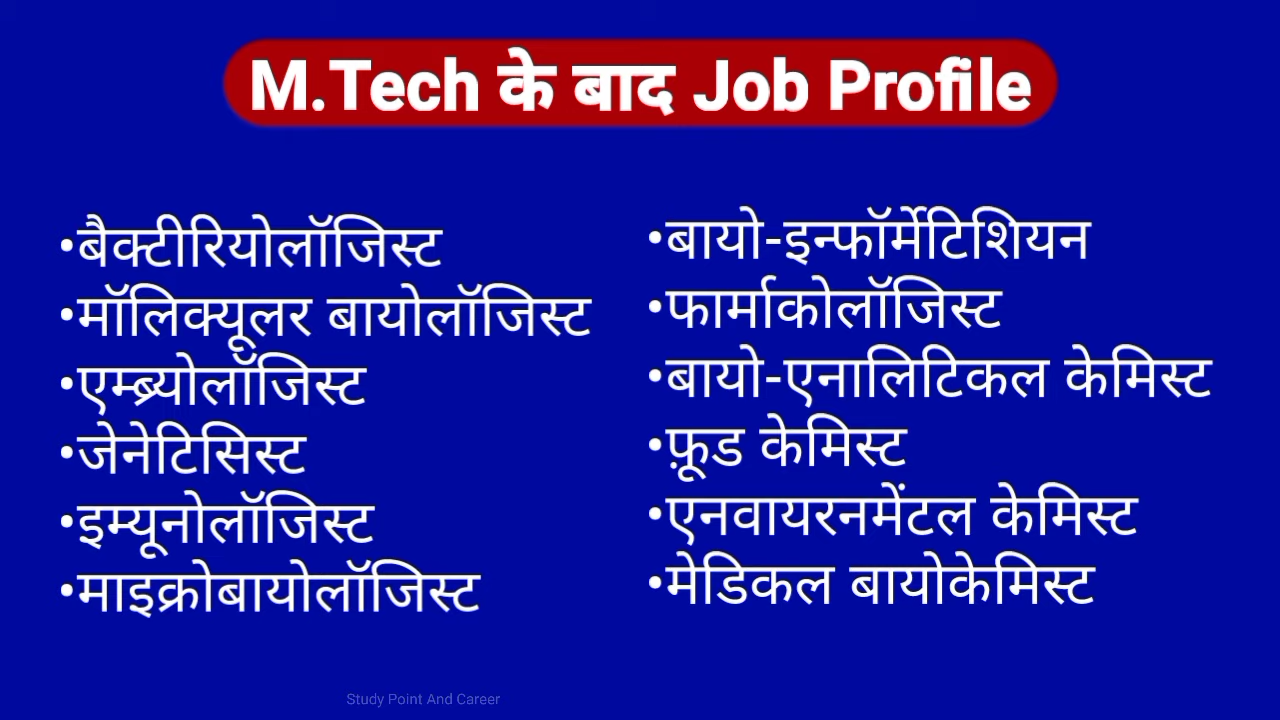 M.Tech के बाद Job Profile
•बैक्टीरियोलॉजिस्ट
•मॉलिक्यूलर बायोलॉजिस्ट
•एम्ब्र्योलॉजिस्ट
•जेनेटिसिस्ट
•इम्यूनोलॉजिस्ट
•माइक्रोबायोलॉजिस्ट
•बायो-इन्फॉर्मेटिशियन
•फार्माकोलॉजिस्ट
•बायो-एनालिटिकल केमिस्ट
•फ़ूड केमिस्ट
•एनवायरनमेंटल केमिस्ट
•मेडिकल बायोकेमिस्ट
Study Point And Career